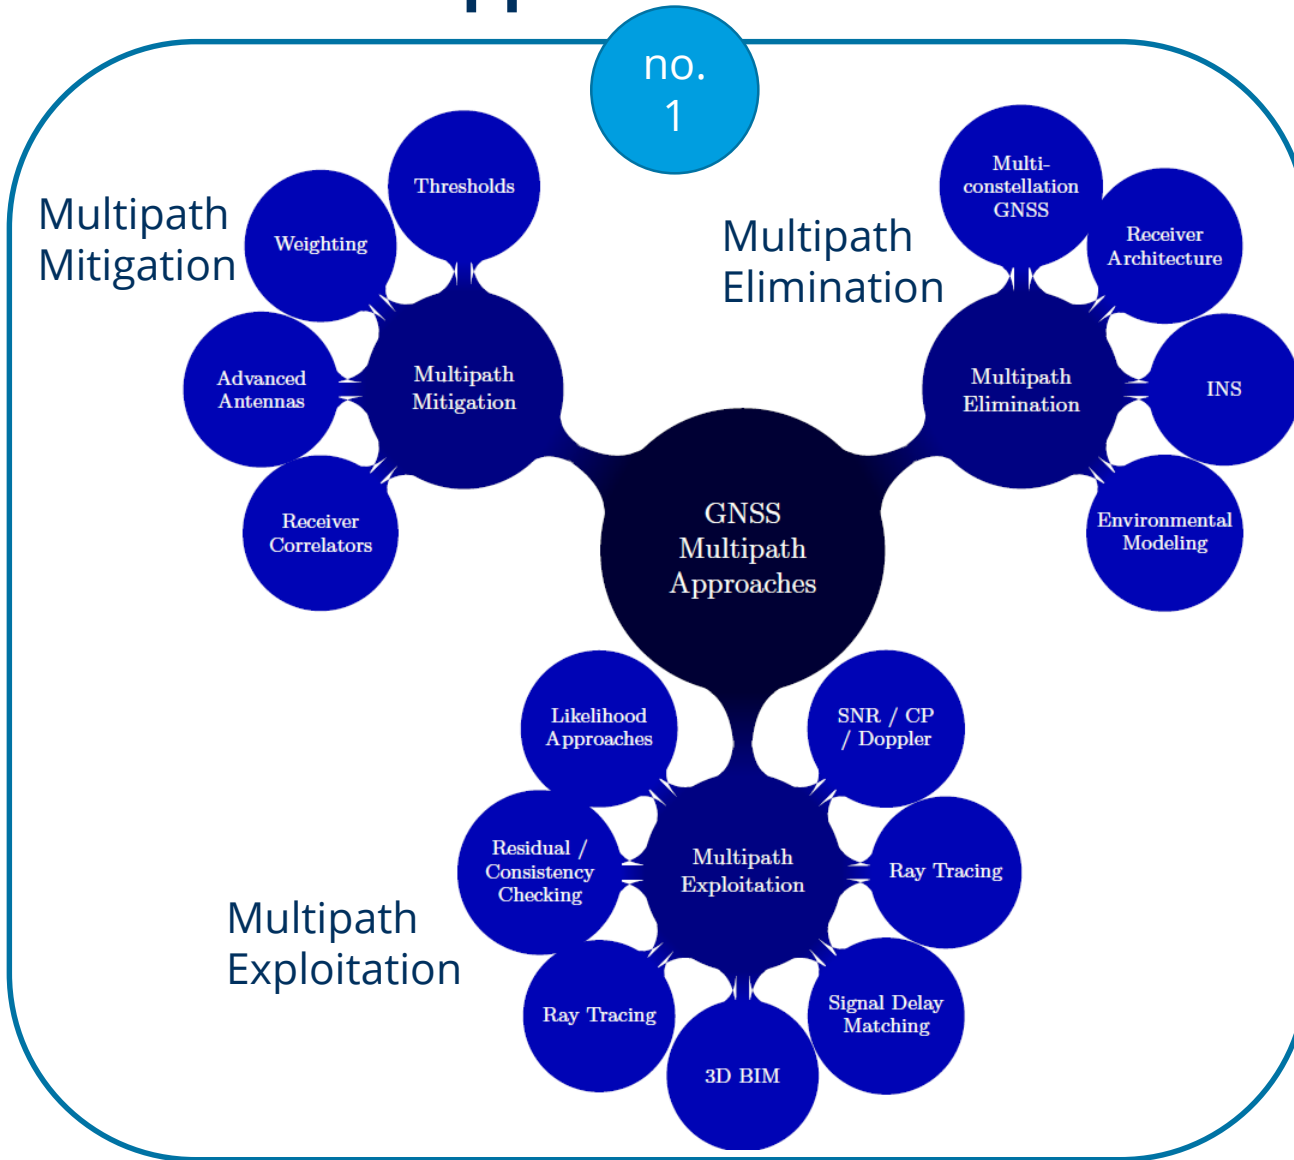 no.
1
Multipath
Mitigation
Thresholds
Weighting
Advanced
Antennas
Receiver
Correlators
Multipath
Mitigation
Multipath
Elimination
Multi-
constellation
GNSS
Receiver
Architecture
INS
Environmental
Modeling
Multipath
Elimination
GNSS
Multipath
Approaches
Likelihood
Approaches
SNR / CP
/ Doppler
Residual /
Consistency
Checking
Multipath
Exploitation
Ray Tracing
Multipath
Exploitation
Ray Tracing
3D BIM
Signal Delay
Matching